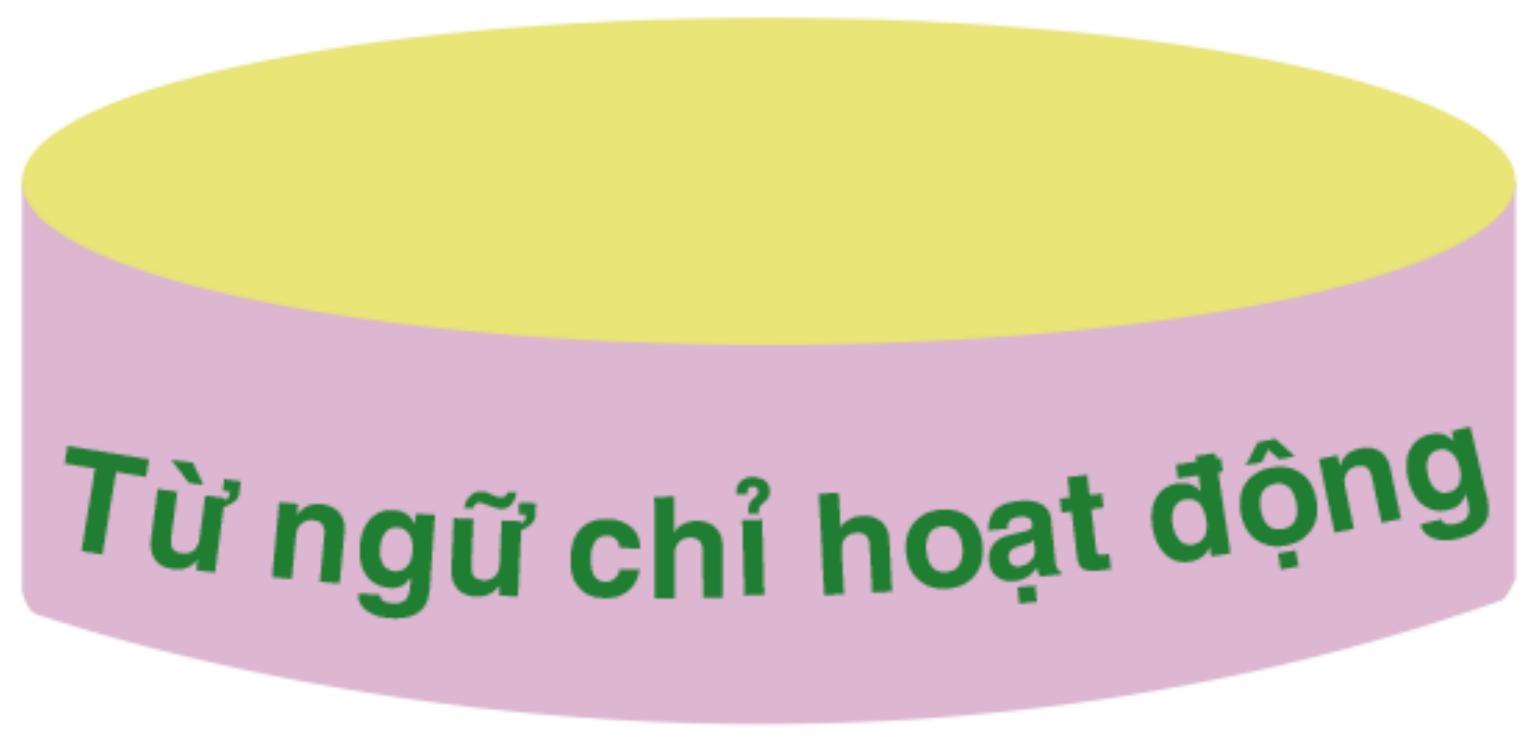 Từ ngữ chỉ hoạt động